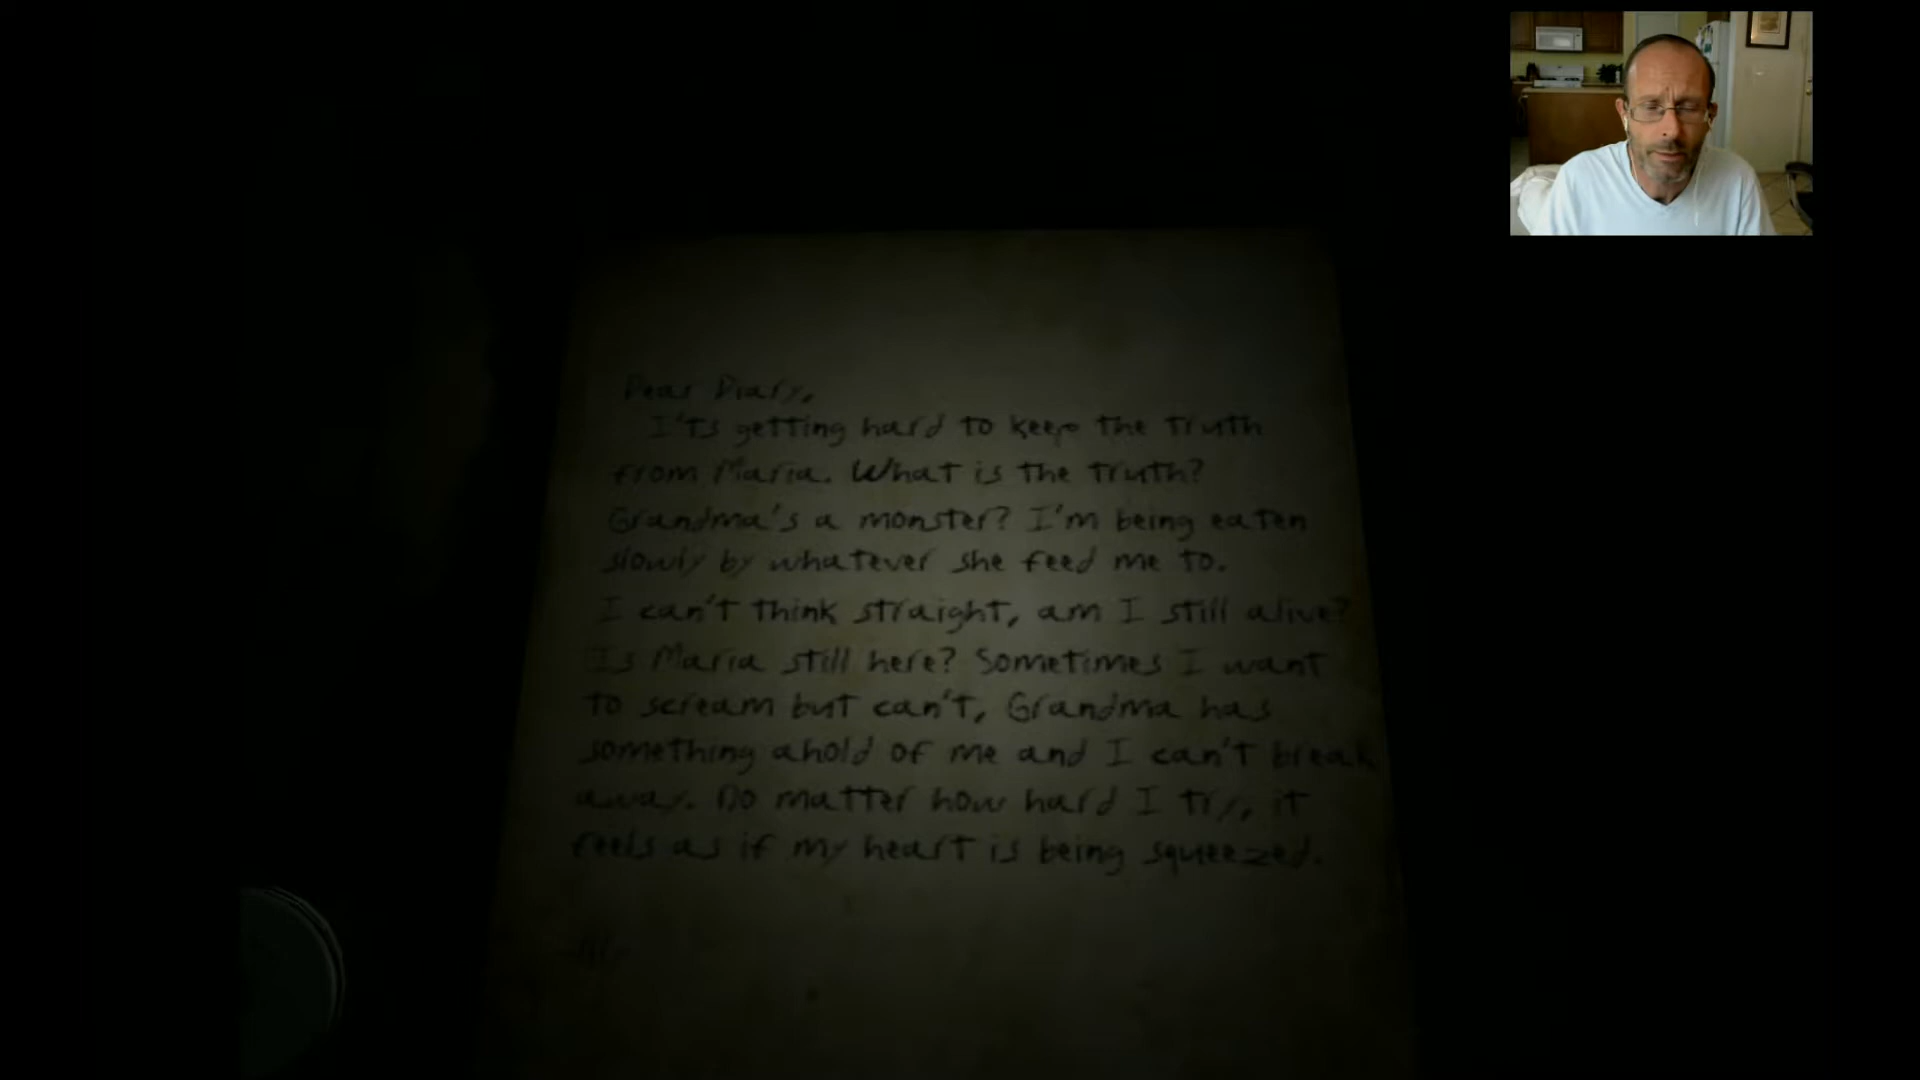 Dear Diary,
I'ts getting hard to keep the truth
from Maria. What is the truth?
Grandma's a monster? I'm being eaten
slowly by whatever she feed me to.
I can't think straight, am I still alive?
Is Maria still here? Sometimes I want
to scream but can't, Grandma has
something ahold of me and I can't break
away. No matter how hard I try, it
feels as if my heart is being squeezed.